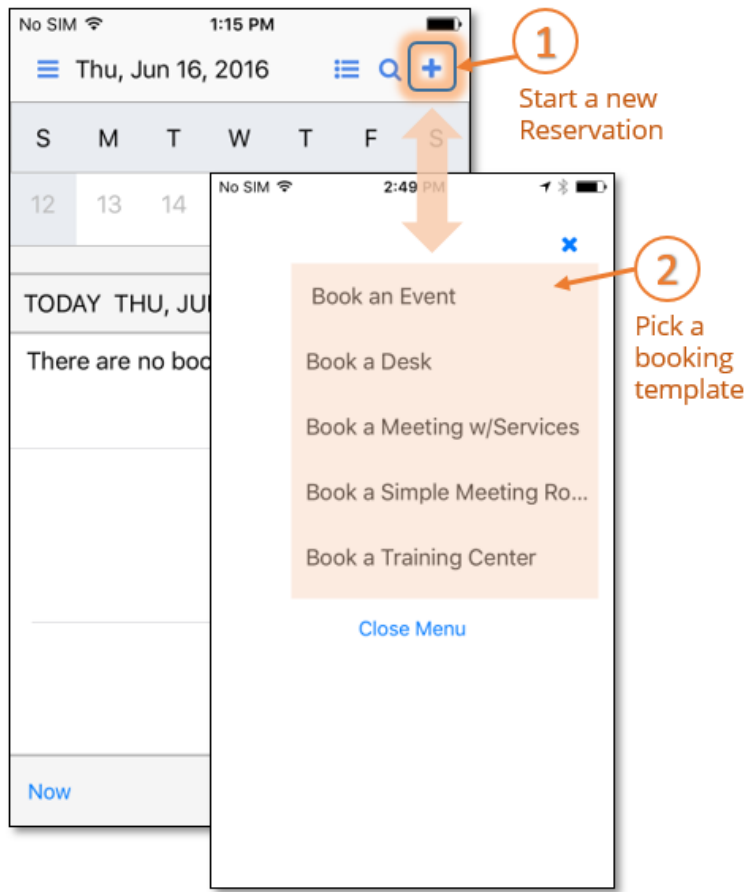 No SIM 1:15 PM
Thu, Jun 16, 2016
S M T W T F S
12 13 14
TODAY THU, JU
There are no boo
Now
1
Start a new
Reservation
No SIM 2:49 PM
Book an Event
Book a Desk
Book a Meeting w/Services
Book a Simple Meeting Ro...
Book a Training Center
Close Menu
2
Pick a
booking
template